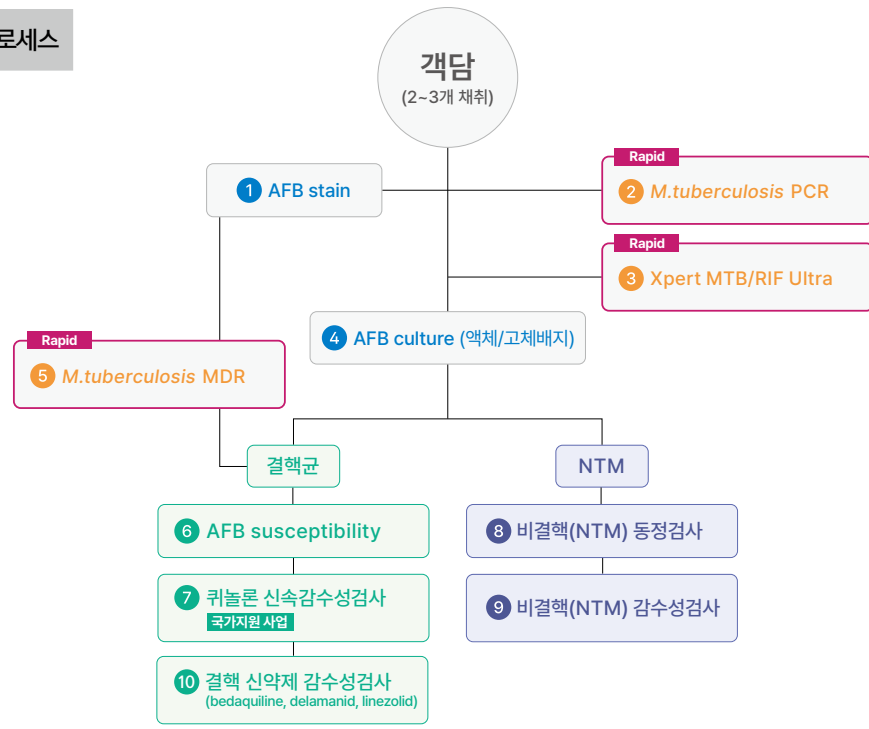 로세스
객담
(2~3개 채취)
1 AFB stain
Rapid
2 M.tuberculosis PCR
Rapid
3 Xpert MTB/RIF Ultra
4 AFB culture (액체/고체배지)
Rapid
5 M.tuberculosis MDR
결핵균
NTM
6 AFB susceptibility
8 비결핵(NTM) 동정검사
7 퀴놀론 신속감수성검사
국가지원 사업
9 비결핵(NTM) 감수성검사
10 결핵 신약제 감수성검사
(bedaquiline, delamanid, linezolid)